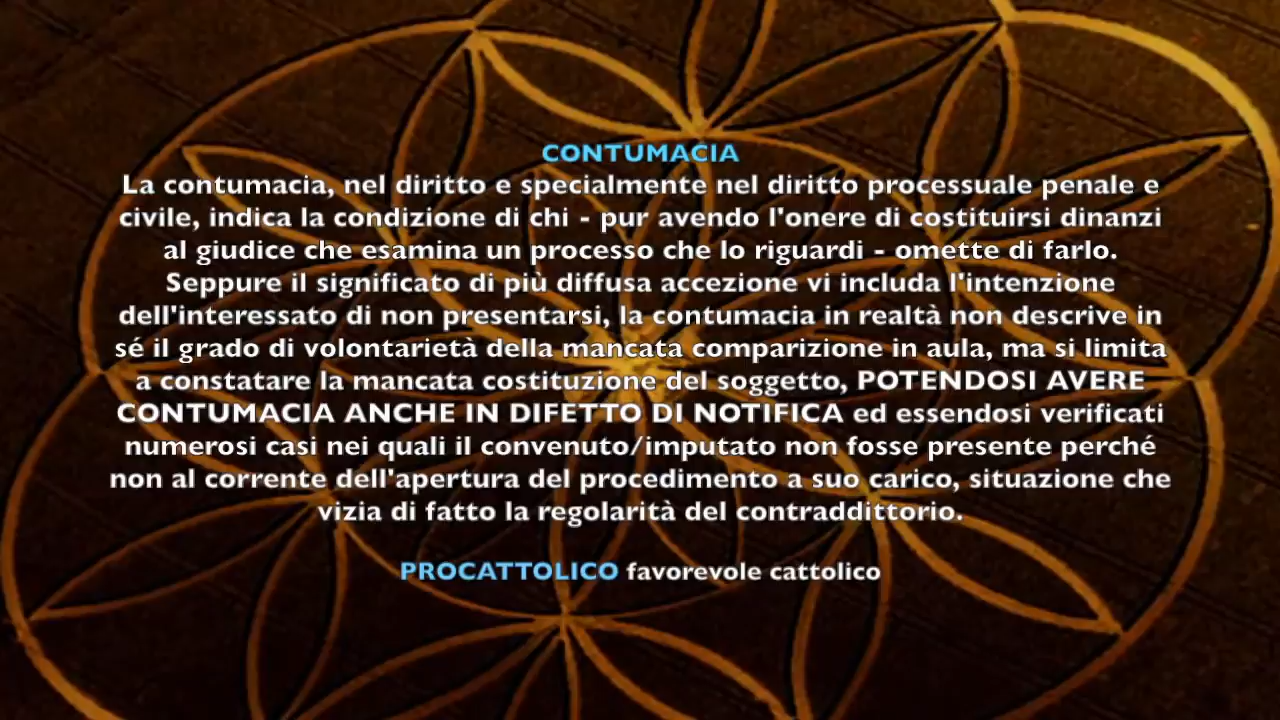 CONTUMACIA
La contumacia, nel diritto e specialmente nel diritto processuale penale e
civile, indica la condizione di chi - pur avendo l'onere di costituirsi dinanzi
al giudice che esamina un processo che lo riguardi - omette di farlo.
Seppure il significato di più diffusa accezione vi includa l'intenzione
dell'interessato di non presentarsi, la contumacia in realtà non descrive in
sé il grado di volontarietà della mancata comparizione in aula, ma si limita
a constatare la mancata costituzione del soggetto, POTENDOSI AVERE
CONTUMACIA ANCHE IN DIFETTO DI NOTIFICA ed essendosi verificati
numerosi casi nei quali il convenuto/imputato non fosse presente perché
non al corrente dell'apertura del procedimento a suo carico, situazione che
vizia di fatto la regolarità del contraddittorio.
PROCATTOLICO favorevole cattolico